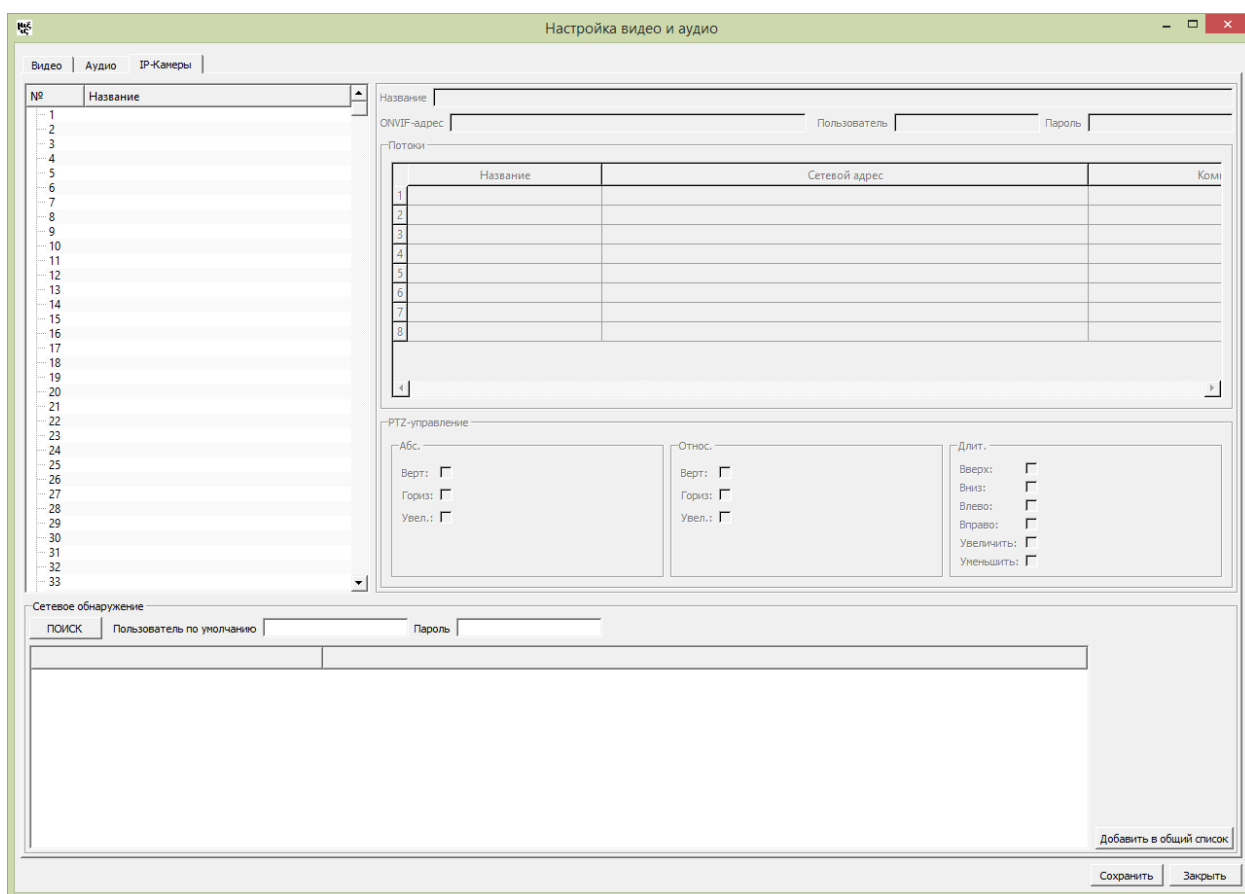 Настройка видео и аудио
Видео Аудио IP-Камеры
№ Название
1
2
3
4
5
6
7
8
9
10
11
12
13
14
15
16
17
18
19
20
21
22
23
24
25
26
27
28
29
30
31
32
33
Название
ONVIF-адрес Пользователь Пароль
Потоки
Название Сетевой адрес
1
2
3
4
5
6
7
8
PTZ-управление
Абс.
Верт:
Гориз:
Увел.:
Относ.
Верт:
Гориз:
Увел.:
Длит.
Вверх:
Вниз:
Влево:
Вправо:
Увеличить:
Уменьшить:
Сетевое обнаружение
ПОИСК Пользователь по умолчанию Пароль
Добавить в общий список
Сохранить Закрыть